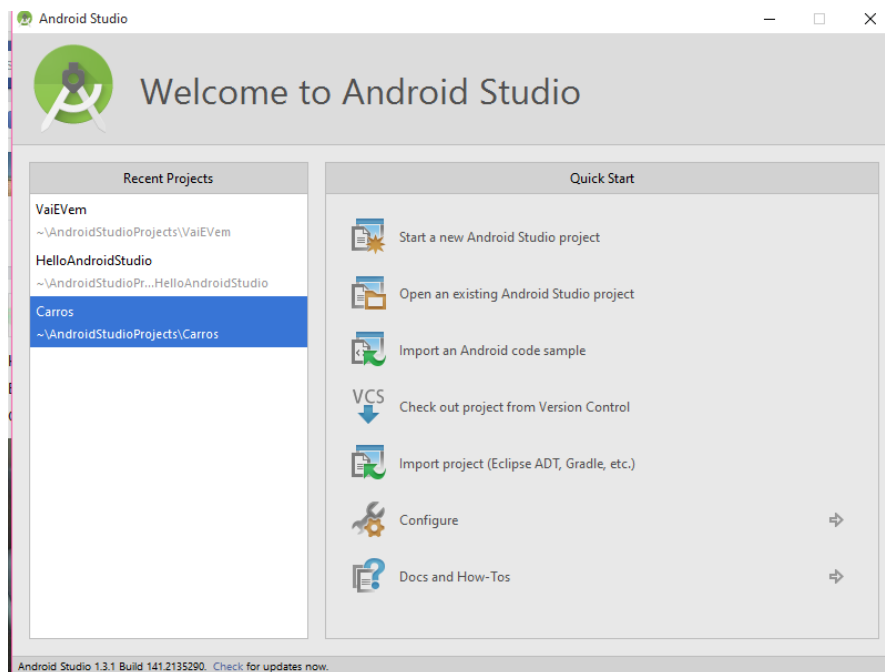 Android Studio
Welcome to Android Studio
Recent Projects
VaiEVem
~\AndroidStudioProjects\VaiEVem
HelloAndroidStudio
~\AndroidStudioPr...HelloAndroidStudio
Carros
~\AndroidStudioProjects\Carros
Quick Start
Start a new Android Studio project
Open an existing Android Studio project
Import an Android code sample
VCS
Check out project from Version Control
Import project (Eclipse ADT, Gradle, etc.)
Configure
Docs and How-Tos
Android Studio 1.3.1 Build 141.2135290. Check for updates now.